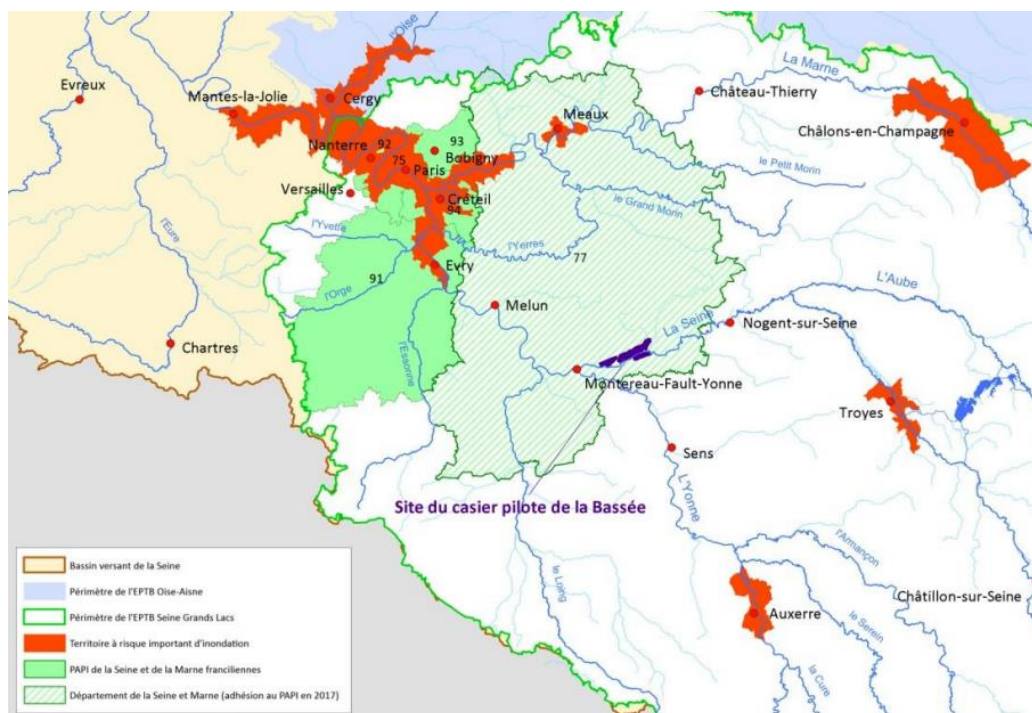 l'Oise
Evreux
Mantes-la-Jolie
Cergy
La Marne
Château-Thierry
Meaux
Châlons-en-Champagne
Nanterre
92
93
Bobigny
75
Paris
le Petit Morin
Versailles
Créteil
94
le Grand Morin
l'Eure
l'Yvette
l'Yerres
77
Evry
91
l'Orge
Melun
L'Aube
La Seine
Nogent-sur-Seine
Chartres
l'Essonne
Montereau-Fault-Yonne
Troyes
Sens
Site du casier pilote de la Bassée
L'Yonne
l'Armançon
Châtillon-sur-Seine
le Loing
Auxerre
le Serein
la Cure
Bassin versant de la Seine
Périmètre de l'EPTB Oise-Aisne
Périmètre de l'EPTB Seine Grands Lacs
Territoire à risque important d'inondation
PAPI de la Seine et de la Marne franciliennes
Département de la Seine et Marne (adhésion au PAPI en 2017)